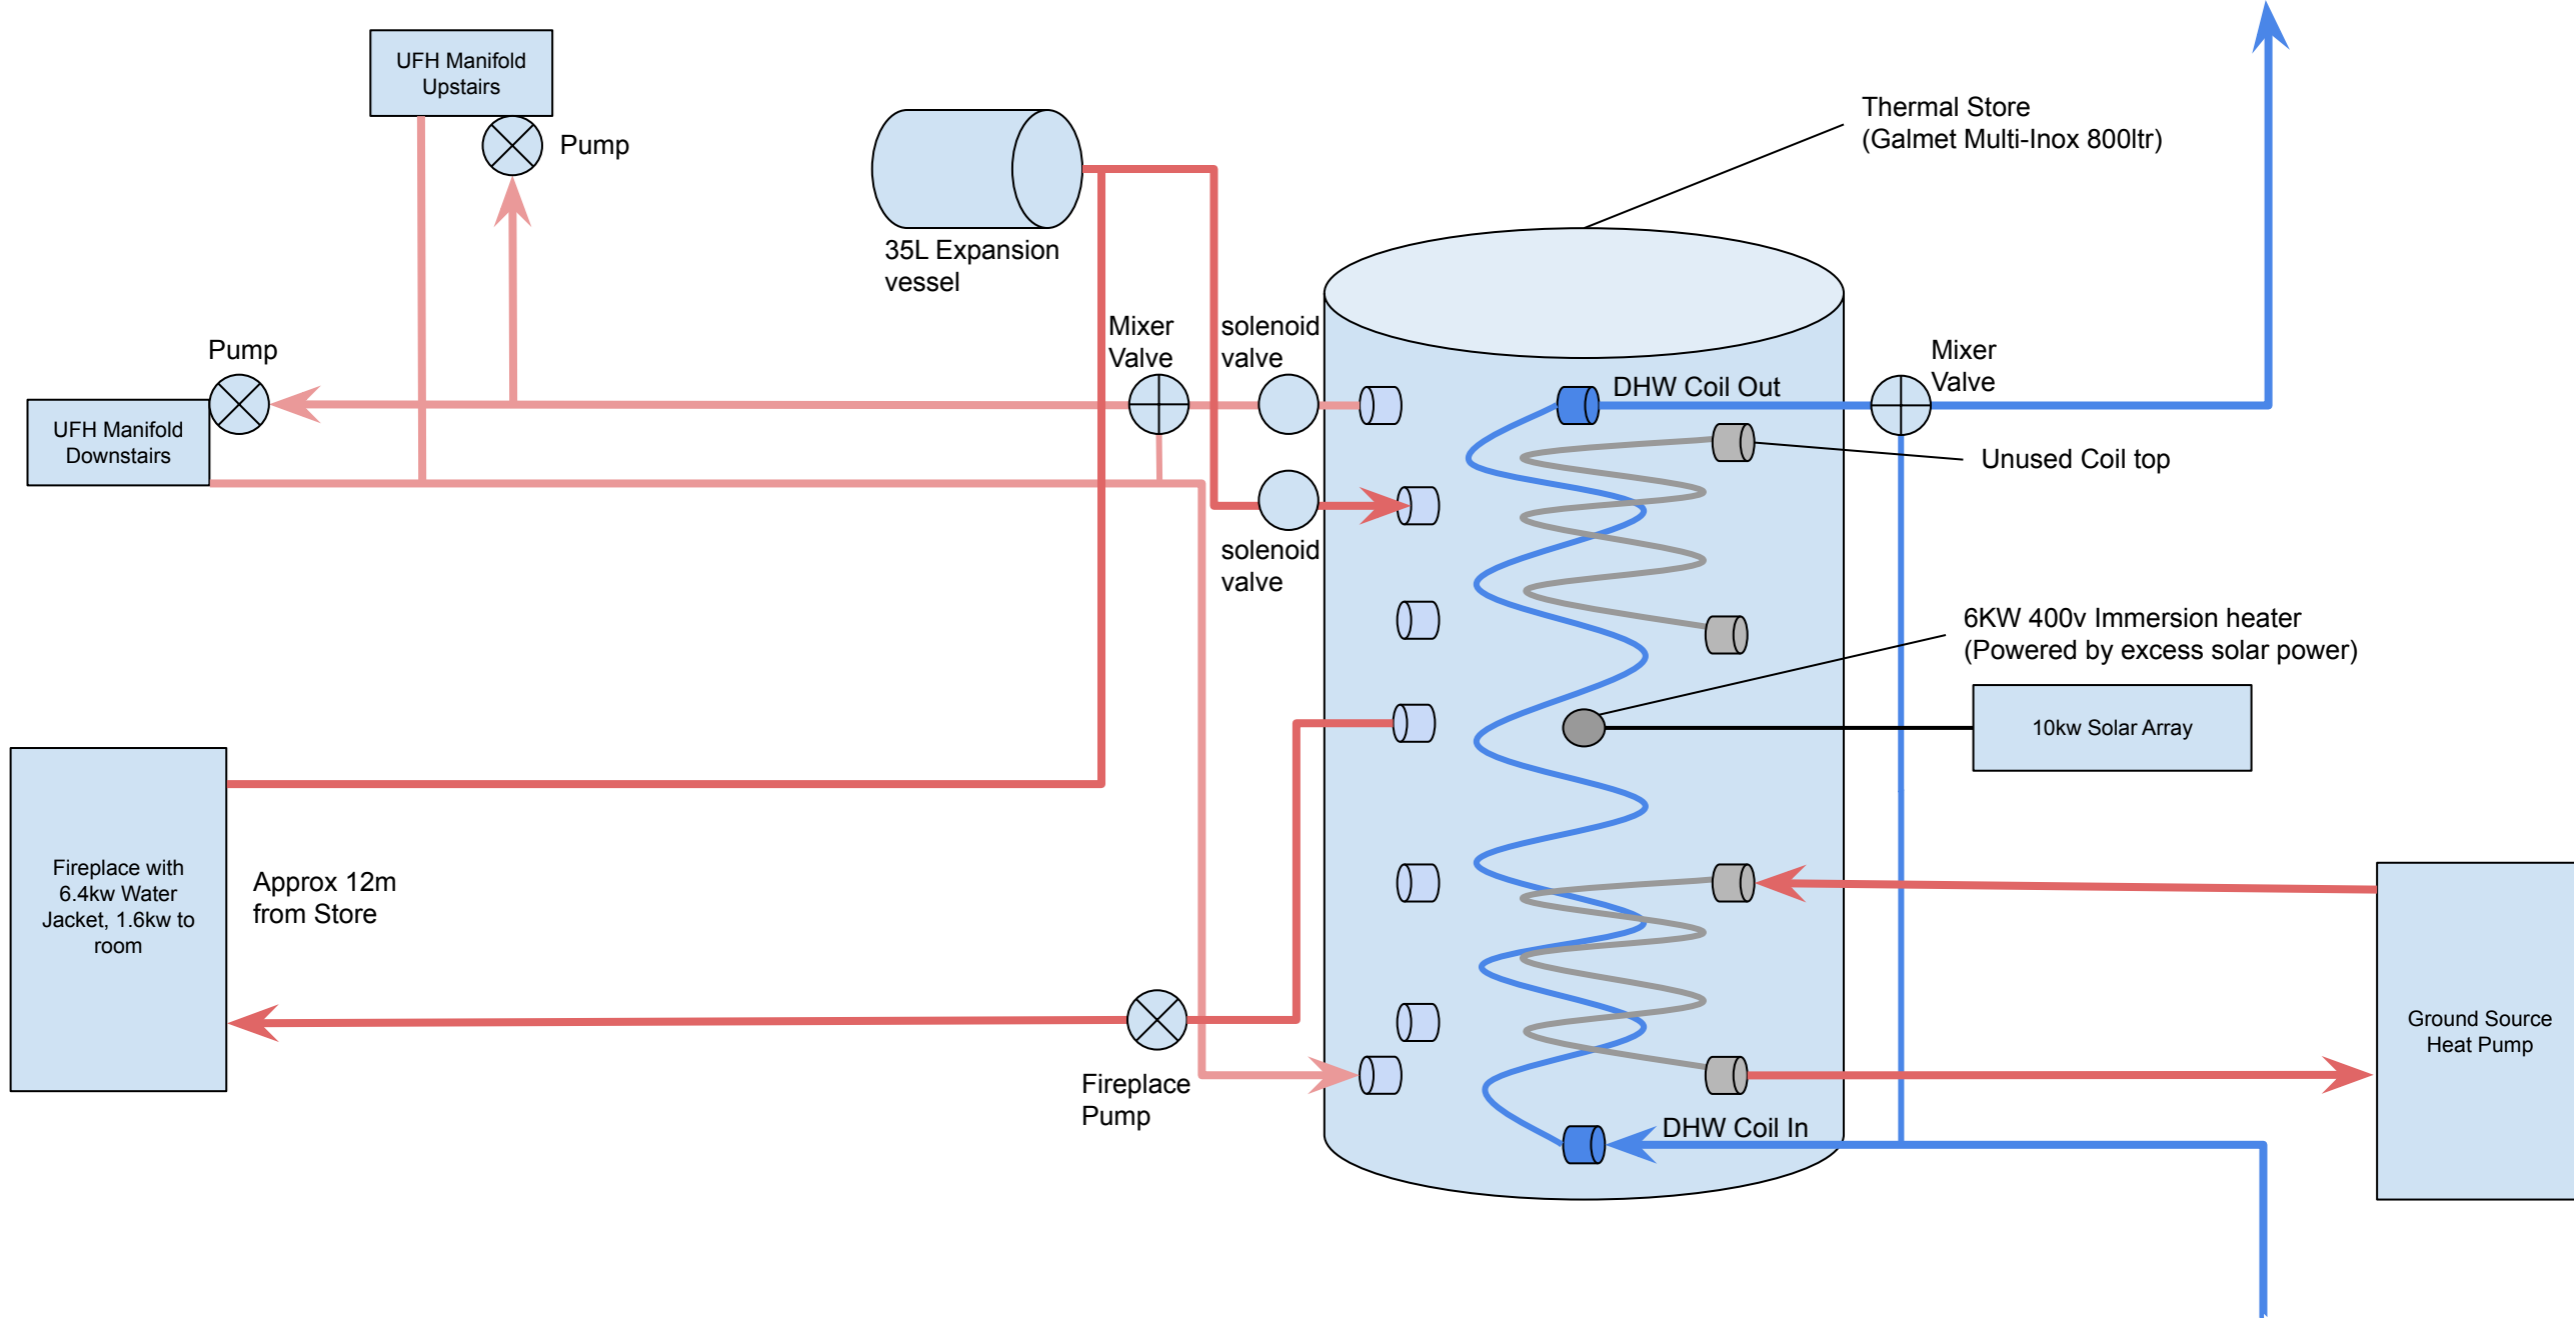 UFH Manifold
Upstairs
Pump
35L Expansion
vessel
Thermal Store
(Galmet Multi-Inox 800ltr)
Pump
UFH Manifold
Downstairs
Mixer
Valve
solenoid
valve
solenoid
valve
DHW Coil Out
Mixer
Valve
Unused Coil top
6KW 400v Immersion heater
(Powered by excess solar power)
10kw Solar Array
Fireplace with
6.4kw Water
Jacket, 1.6kw to
room
Approx 12m
from Store
Fireplace
Pump
DHW Coil In
Ground Source
Heat Pump